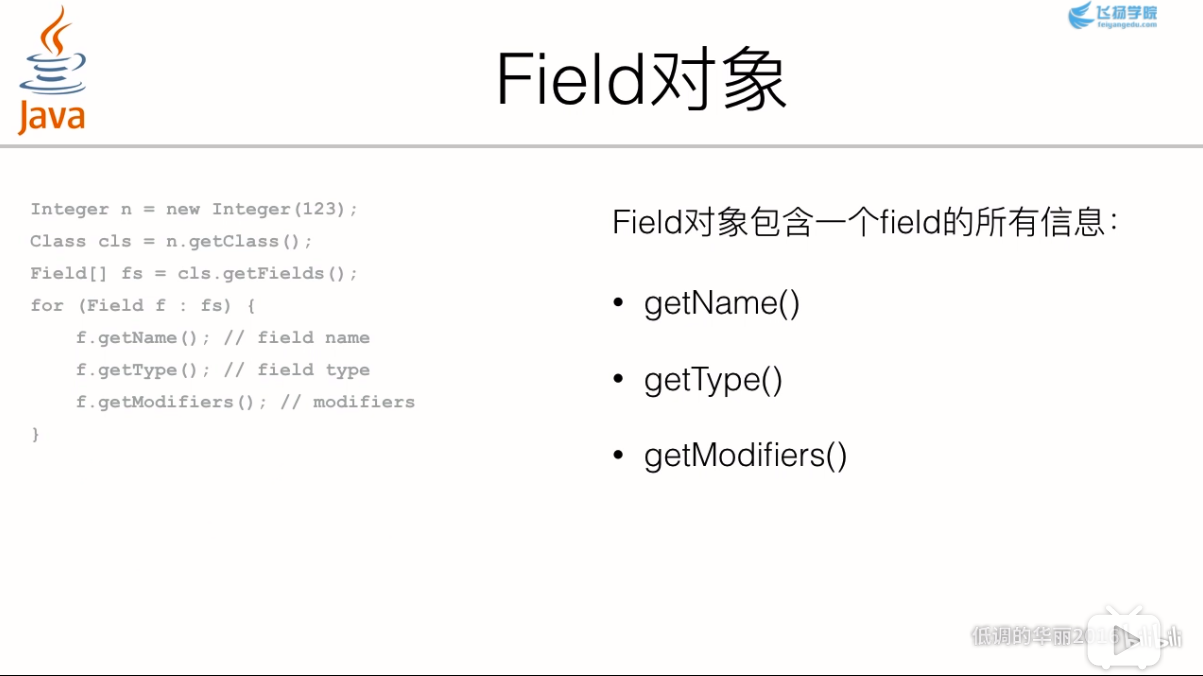 Java
飞扬学院
feiyangedu.com
Field对象
Integer n = new Integer(123);
Class cls = n.getClass();
Field[] fs = cls.getFields();
for (Field f : fs) {
    f.getName(); // field name
    f.getType(); // field type
    f.getModifiers(); // modifiers
}
Field对象包含一个field的所有信息：
• getName()
• getType()
• getModifiers()
低调的华丽2016